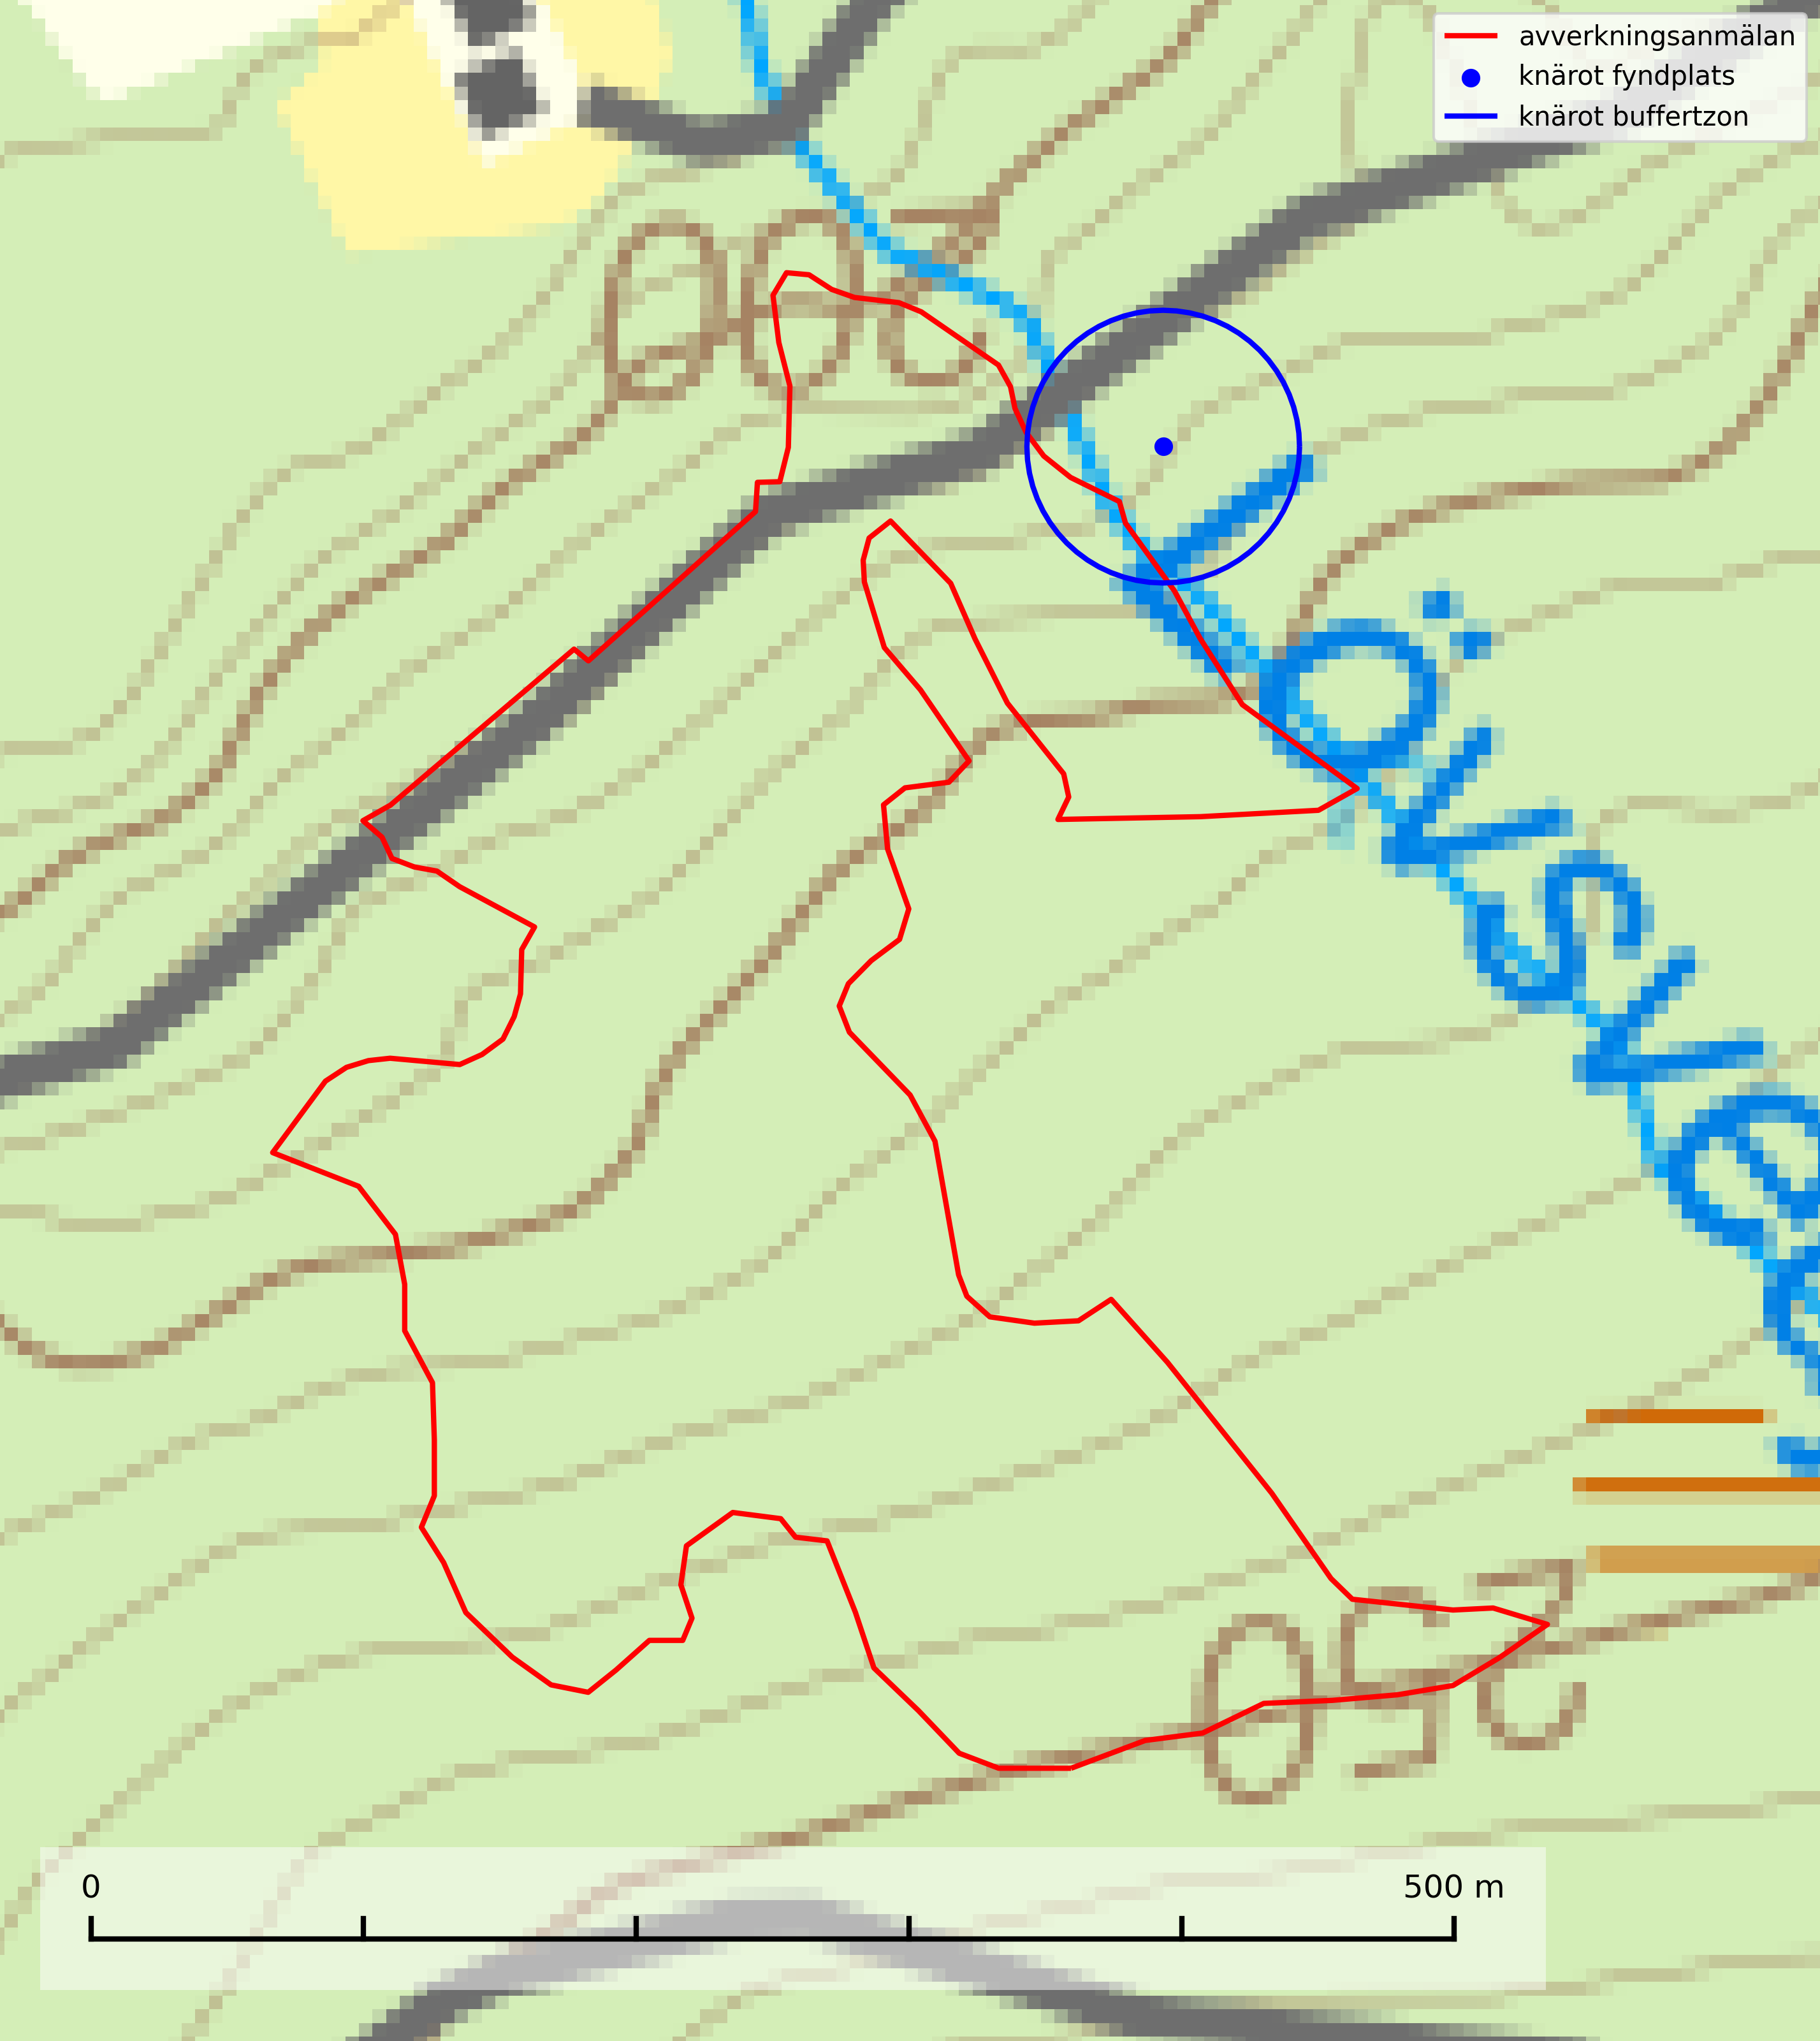 avverkningsanmälan
knärot fyndplats
knärot buffertzon
0
500 m